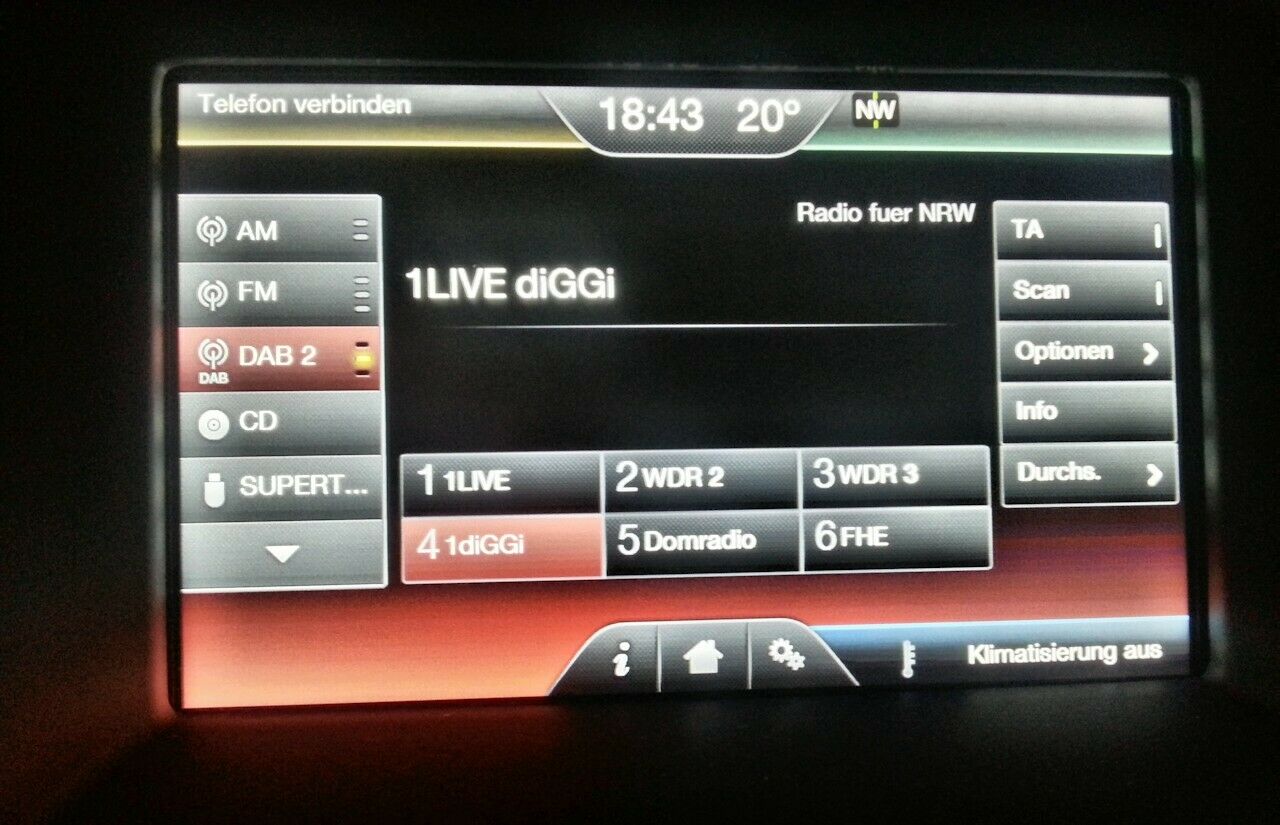 Telefon verbinden
18:43 20°
NW
AM
FM
DAB 2
DAB
CD
SUPERT...
Radio fuer NRW
1LIVE diGGi
1 1LIVE
2 WDR 2
3 WDR 3
4 1diGGi
5 Domradio
6 FHE
TA
Scan
Optionen
Info
Durchs.
i
Klimatisierung aus